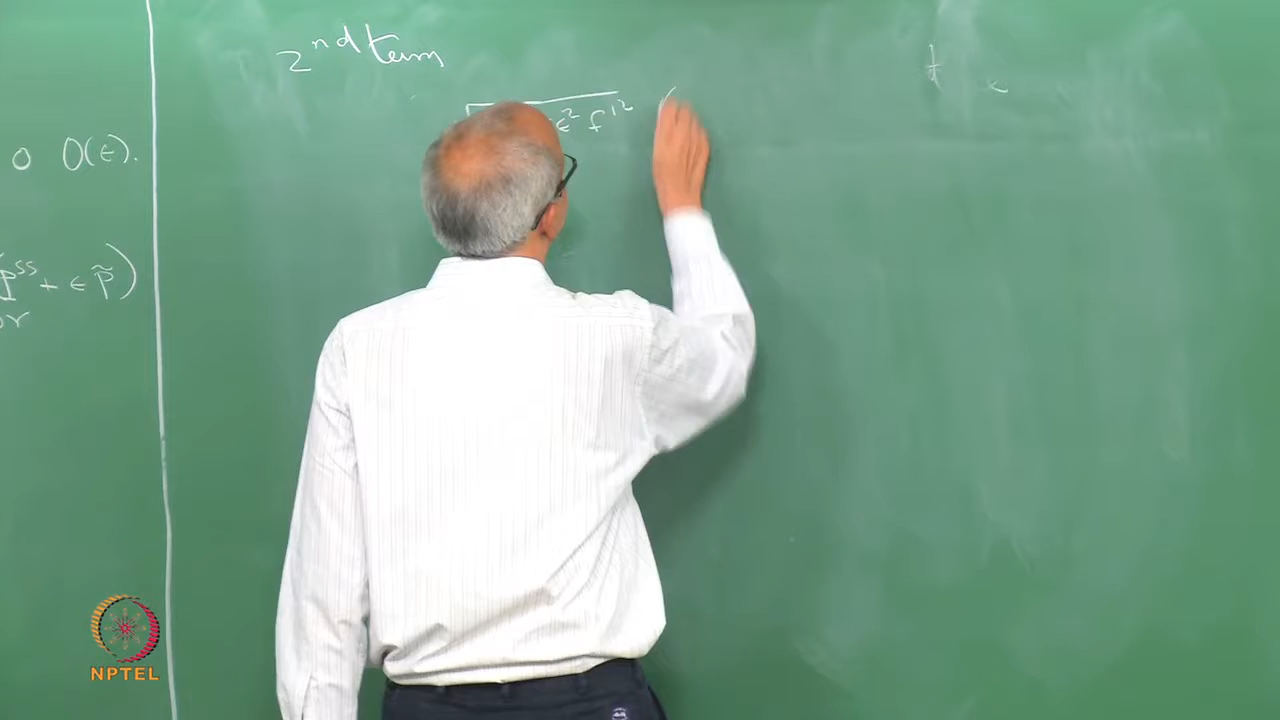 O(ε).
p^ss + ε p̃)
or
2nd term
ε² f'²
t
ε
NPTEL